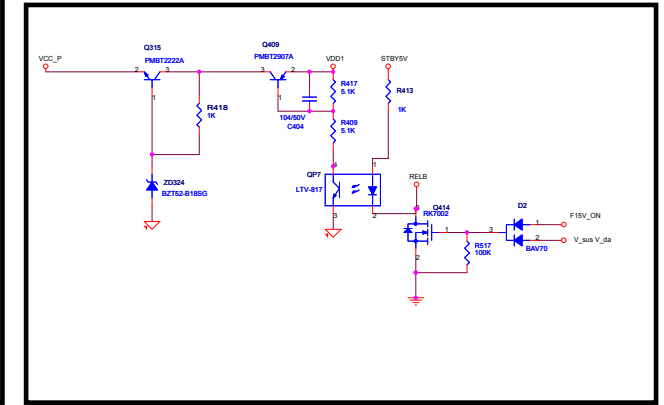 Q315
Q409
VCC_P
PMBT2222A
PMBT2907A
VDD1
STBY5V
2
3
3
2
1
1
R418
1K
R417
5.1K
R413
1K
104/50V
C404
R409
5.1K
ZD324
BZT52-B18SG
QP7
LTV-817
4
1
3
2
RELB
3
Q414
RK7002
1
2
R517
100K
3
D2
1
2
BAV70
F15V_ON
V_sus V_da